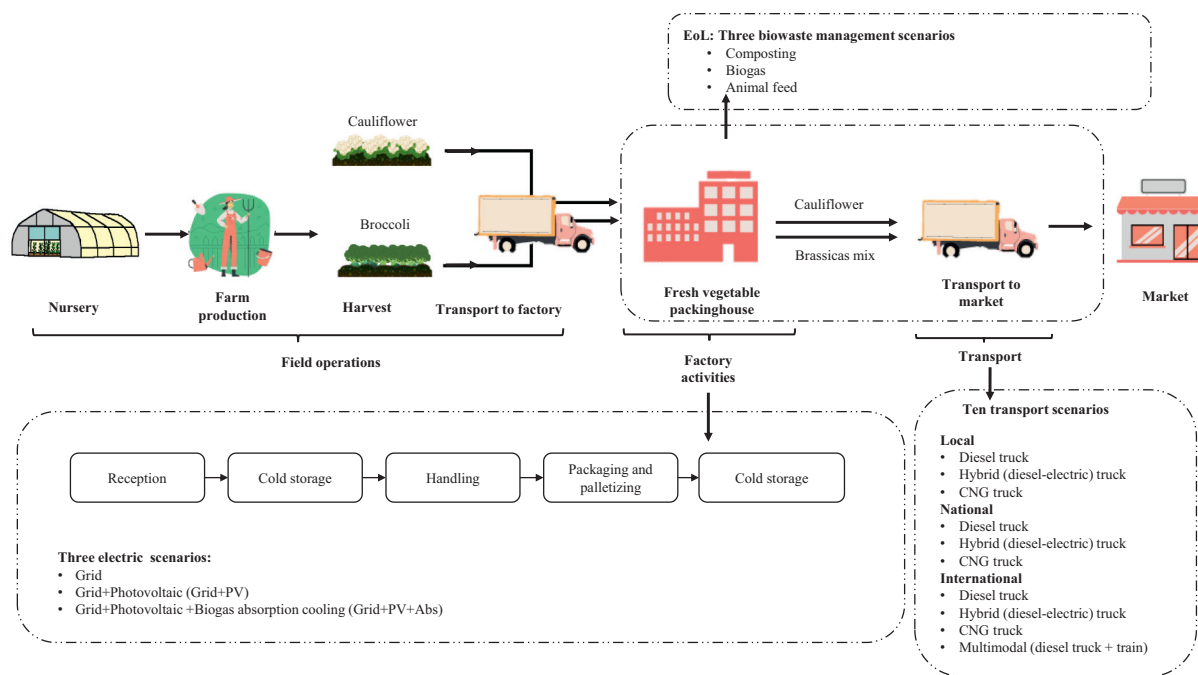 EoL: Three biowaste management scenarios
• Composting
• Biogas
• Animal feed
Cauliflower
Broccoli
Cauliflower
Brassicas mix
Nursery
Farm
production
Harvest
Transport to factory
Fresh vegetable
packinghouse
Transport to
market
Market
Field operations
Factory
activities
Transport
Reception
Cold storage
Handling
Packaging and
palletizing
Cold storage
Three electric scenarios:
• Grid
• Grid+Photovoltaic (Grid+PV)
• Grid+Photovoltaic +Biogas absorption cooling (Grid+PV+Abs)
Ten transport scenarios
Local
• Diesel truck
• Hybrid (diesel-electric) truck
• CNG truck
National
• Diesel truck
• Hybrid (diesel-electric) truck
• CNG truck
International
• Diesel truck
• Hybrid (diesel-electric) truck
• CNG truck
• Multimodal (diesel truck + train)